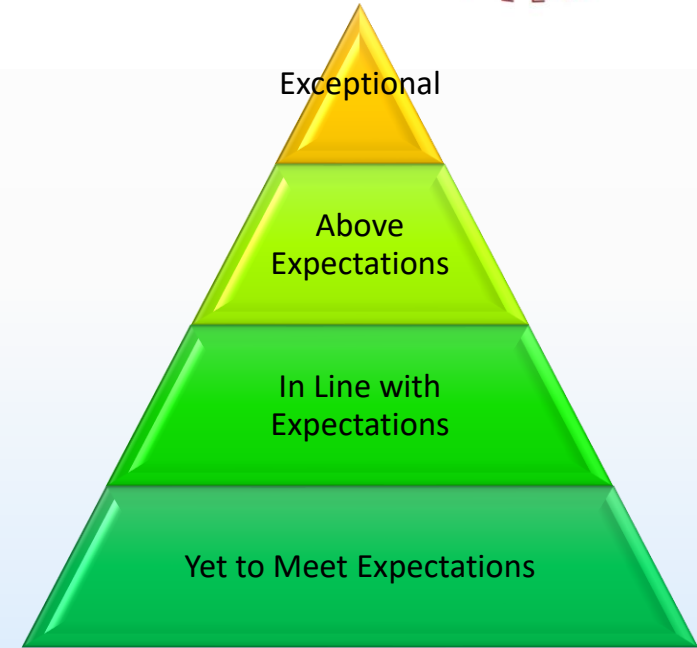 Exceptional
Above
Expectations
In Line with
Expectations
Yet to Meet Expectations